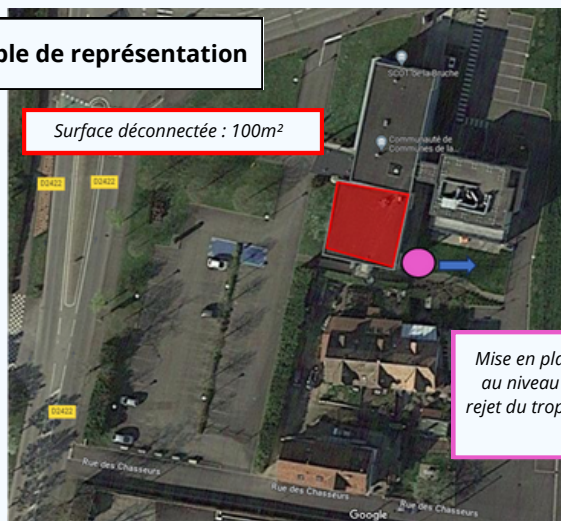 ple de représentation
SCOT de la Bruche
Surface déconnectée : 100m²
Communauté de
Communes de la...
D2422
D2422
Mise en pla
au niveau
rejet du trop
D2422
Rue des Chasseurs
Rue des Chasseurs
Rue des Chasseurs
Google